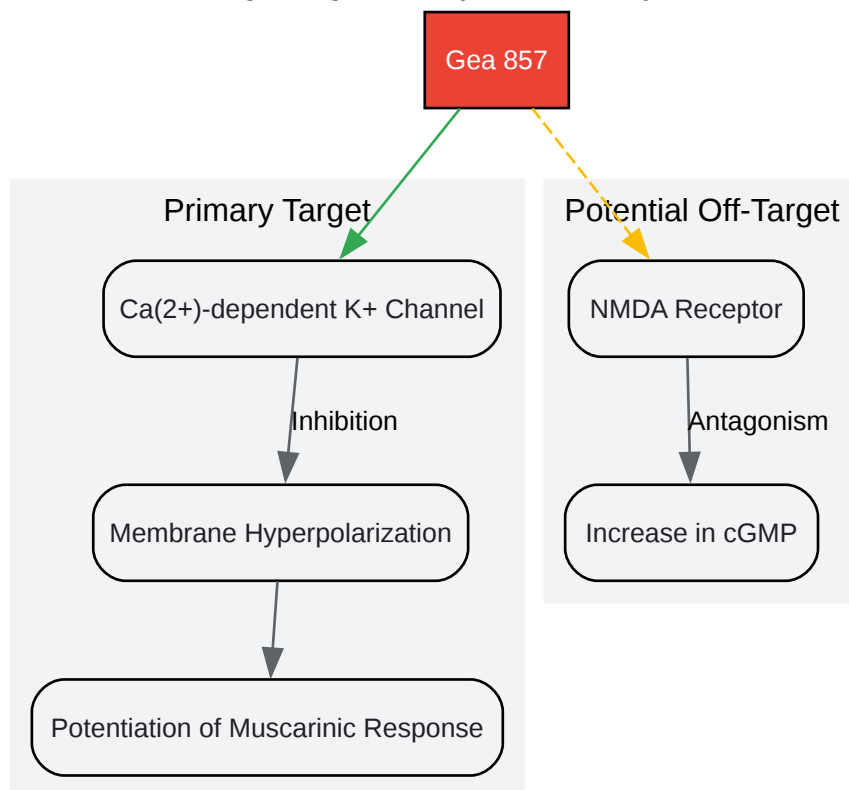 Gea 857
Primary Target
Potential Off-Target
Ca(2+)-dependent K+ Channel
NMDA Receptor
Inhibition
Antagonism
Membrane Hyperpolarization
Increase in cGMP
Potentiation of Muscarinic Response